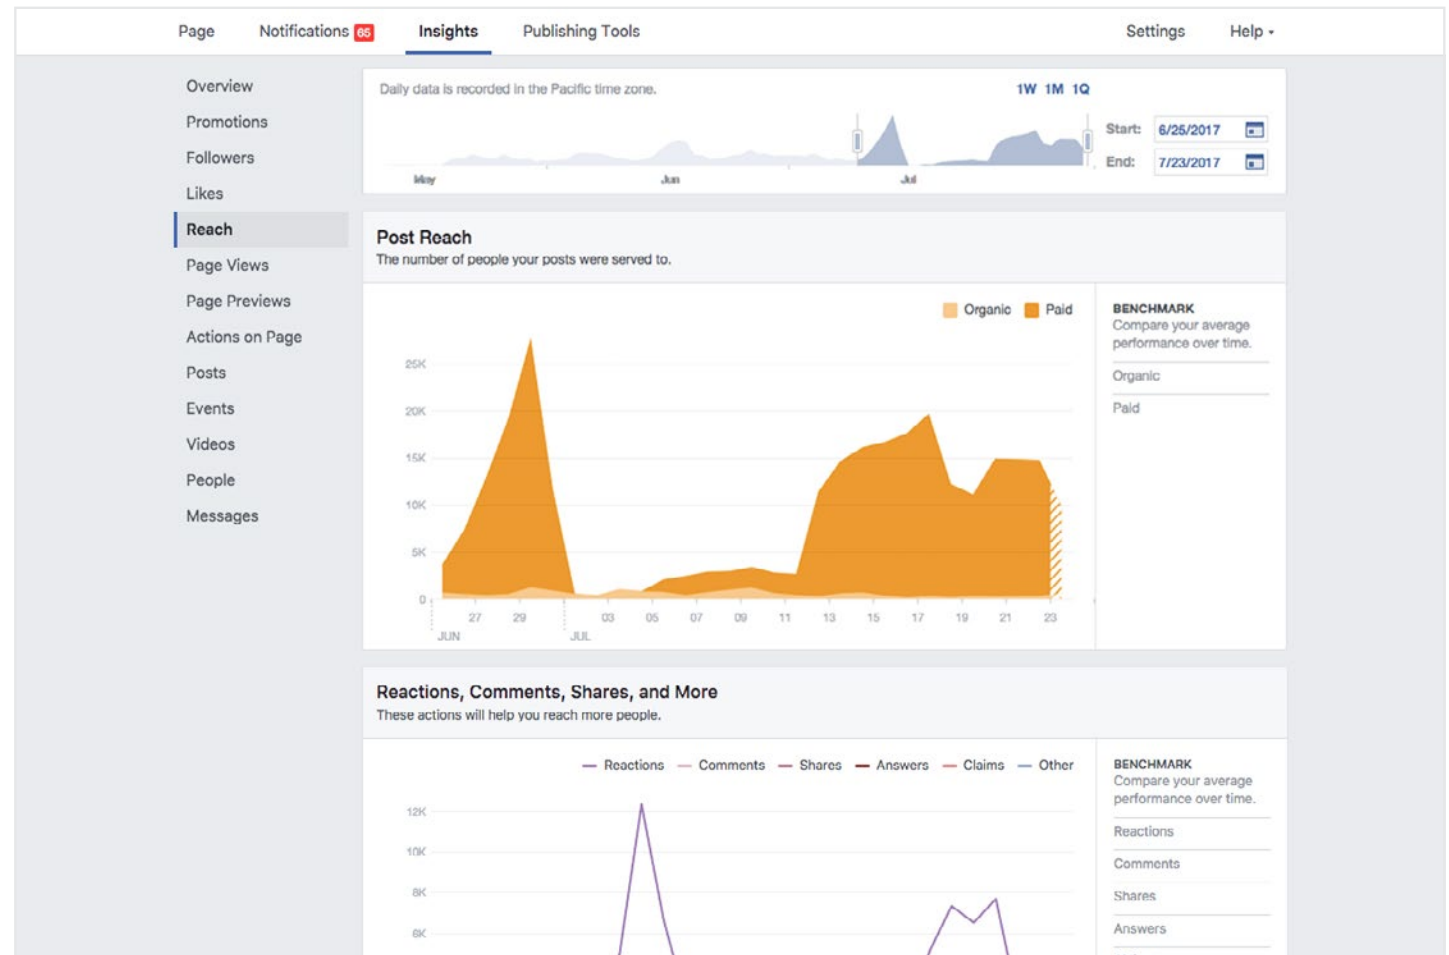 Page Notifications 65 Insights Publishing Tools Settings Help
Overview
Promotions
Followers
Likes
Reach
Page Views
Page Previews
Actions on Page
Posts
Events
Videos
People
Messages
Daily data is recorded in the Pacific time zone.
1W 1M 1Q
Start: 6/25/2017
End: 7/23/2017
May Jun Jul
Post Reach
The number of people your posts were served to.
Organic Paid
25K
20K
15K
10K
5K
0
27 29 03 05 07 09 11 13 15 17 19 21 23
JUN JUL
BENCHMARK
Compare your average
performance over time.
Organic
Paid
Reactions, Comments, Shares, and More
These actions will help you reach more people.
Reactions Comments Shares Answers Claims Other
12K
10K
8K
6K
BENCHMARK
Compare your average
performance over time.
Reactions
Comments
Shares
Answers